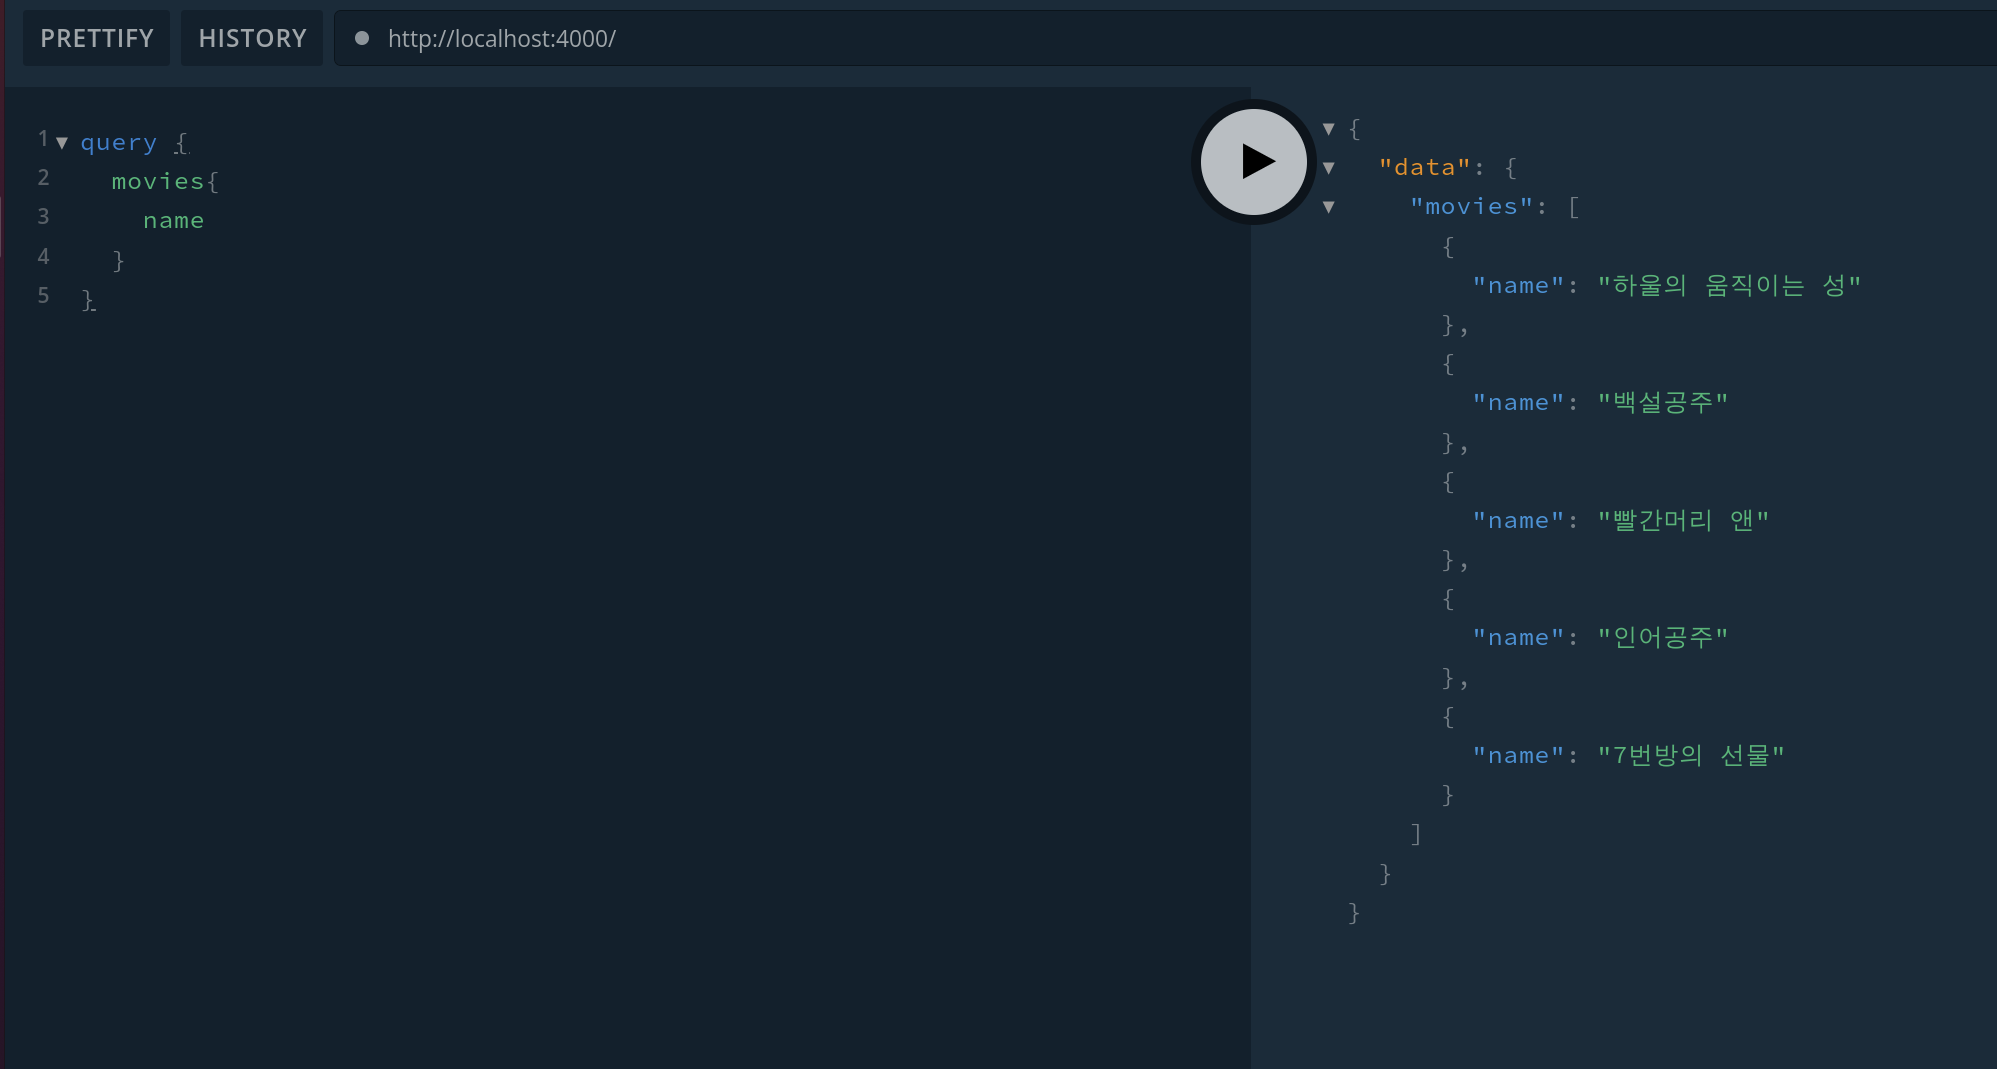 PRETTIFY HISTORY http://localhost:4000/
1 query {
2 movies{
3 name
4 }
5 }
{
"data": {
"movies": [
{
"name": "하울의 움직이는 성"
},
{
"name": "백설공주"
},
{
"name": "빨간머리 앤"
},
{
"name": "인어공주"
},
{
"name": "7번방의 선물"
}
]
}
}